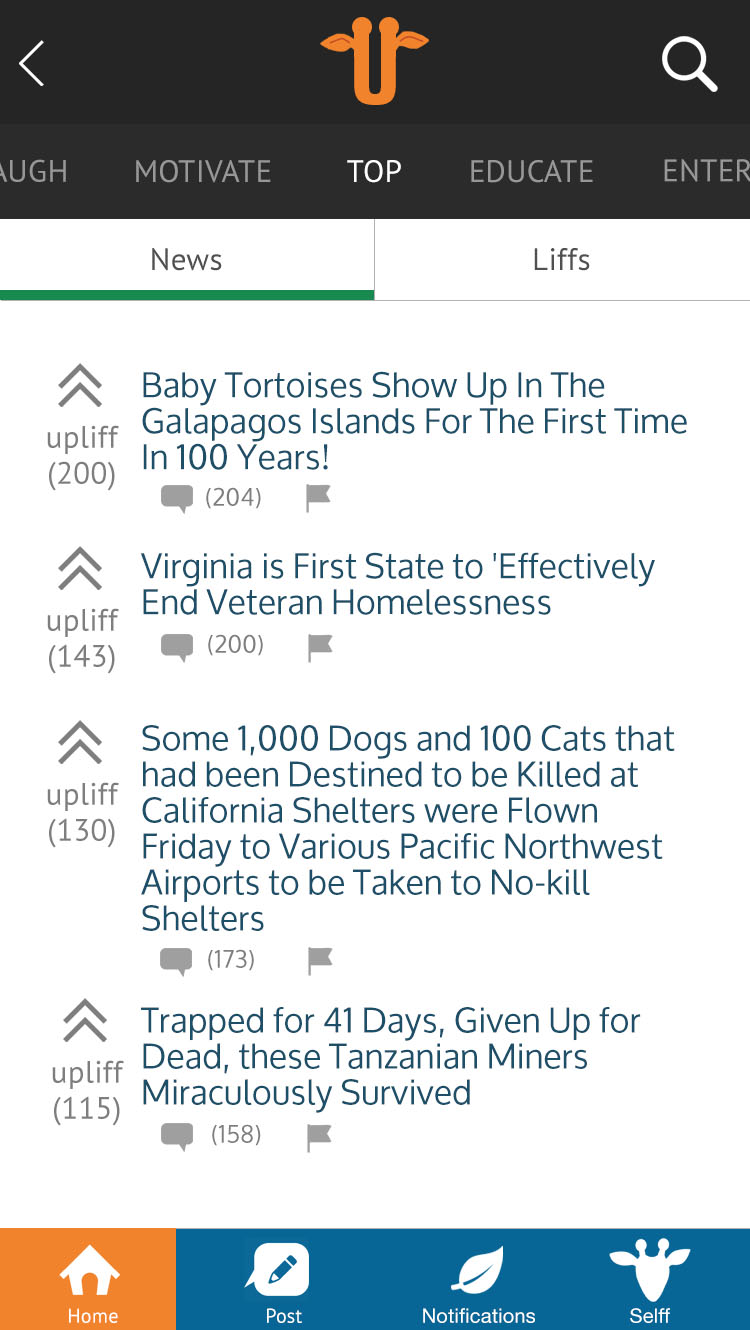 AUGH MOTIVATE TOP EDUCATE ENTER
News Liffs
Baby Tortoises Show Up In The
Galapagos Islands For The First Time
In 100 Years!
upliff
(200)
(204)
Virginia is First State to 'Effectively
End Veteran Homelessness
upliff
(143)
(200)
Some 1,000 Dogs and 100 Cats that
had been Destined to be Killed at
California Shelters were Flown
Friday to Various Pacific Northwest
Airports to be Taken to No-kill
Shelters
upliff
(130)
(173)
Trapped for 41 Days, Given Up for
Dead, these Tanzanian Miners
Miraculously Survived
upliff
(115)
(158)
Home Post Notifications Selff